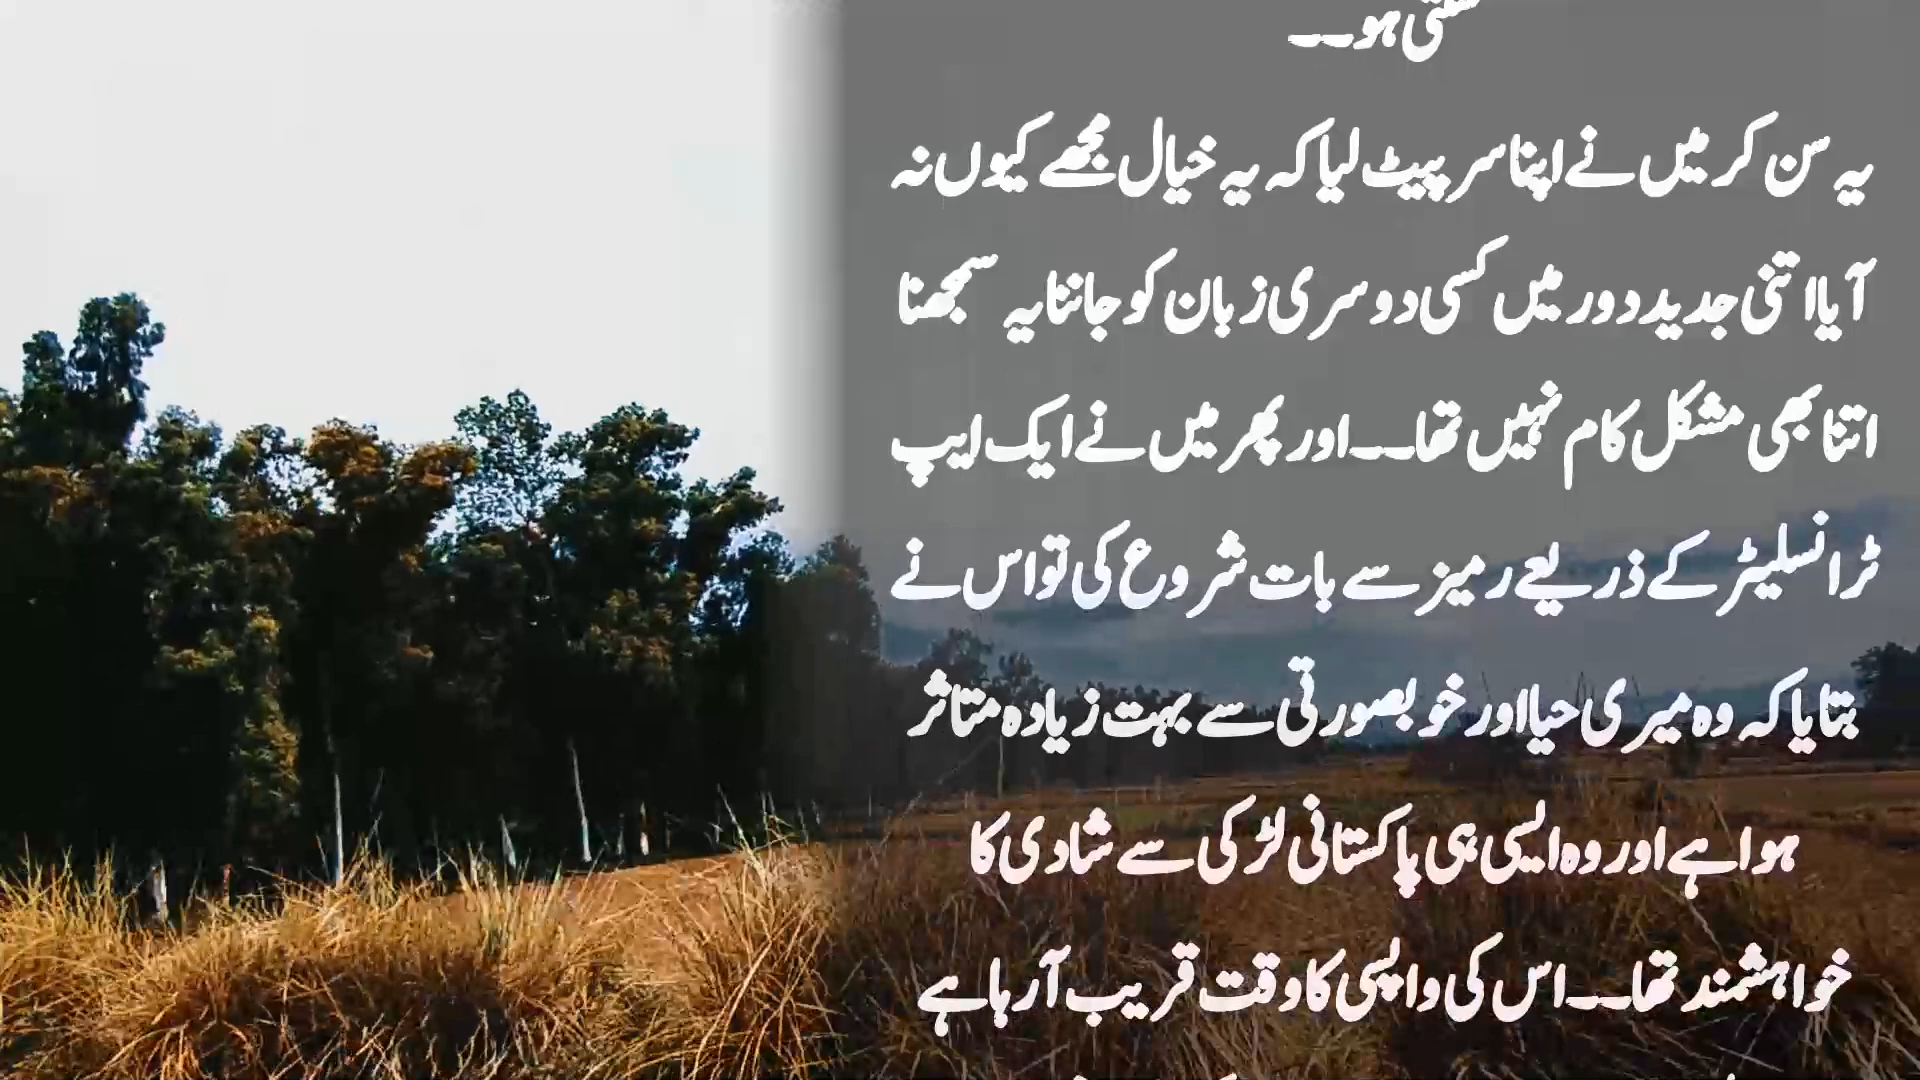 ہو۔۔
یہ سن کر میں نے اپنا سر پیٹ لیا کہ یہ خیال مجھے کیوں نہ
آیا اتنی جدید دور میں کسی دوسری زبان کو جاننا یہ سمجھنا
اتنا بھی مشکل کام نہیں تھا۔۔ اور پھر میں نے ایک ایپ
ٹرانسلیٹر کے ذریعے رمیز سے بات شروع کی تو اس نے
بتایا کہ وہ میری حیا اور خوبصورتی سے بہت زیادہ متاثر
ہوا ہے اور وہ ایسی ہی پاکستانی لڑکی سے شادی کا
خواہشمند تھا۔۔ اس کی واپسی کا وقت قریب آرہا ہے